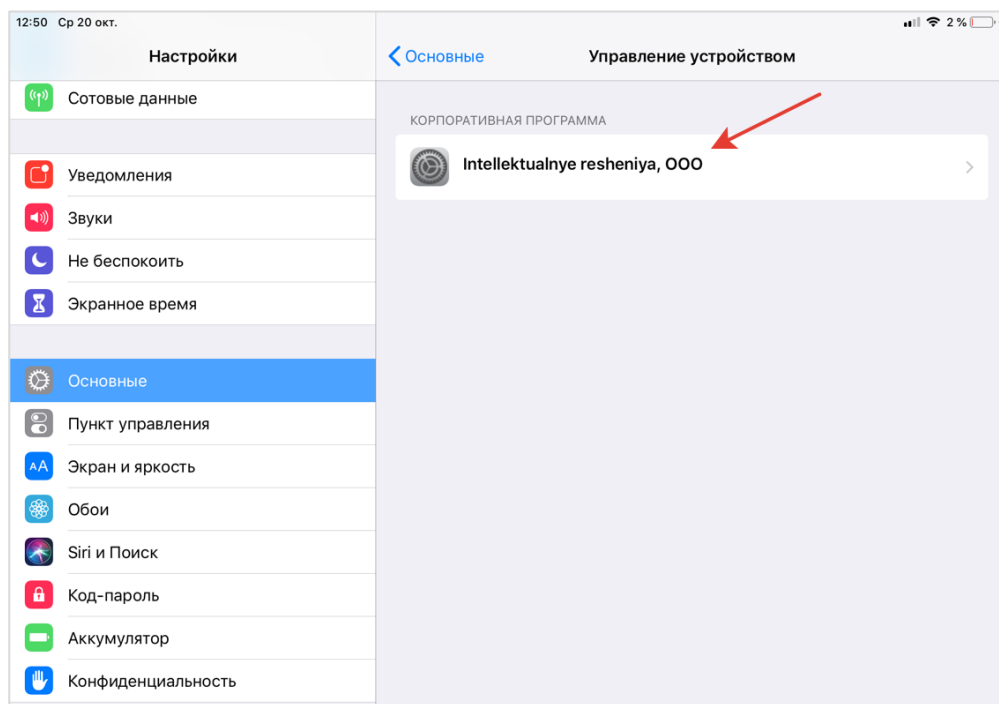 12:50 Ср 20 окт.
2 %
Настройки
Основные
Управление устройством
Сотовые данные
КОРПОРАТИВНАЯ ПРОГРАММА
Intellektualnye resheniya, OOO
Уведомления
Звуки
Не беспокоить
Экранное время
Основные
Пункт управления
AA Экран и яркость
Обои
Siri и Поиск
Код-пароль
Аккумулятор
Конфиденциальность